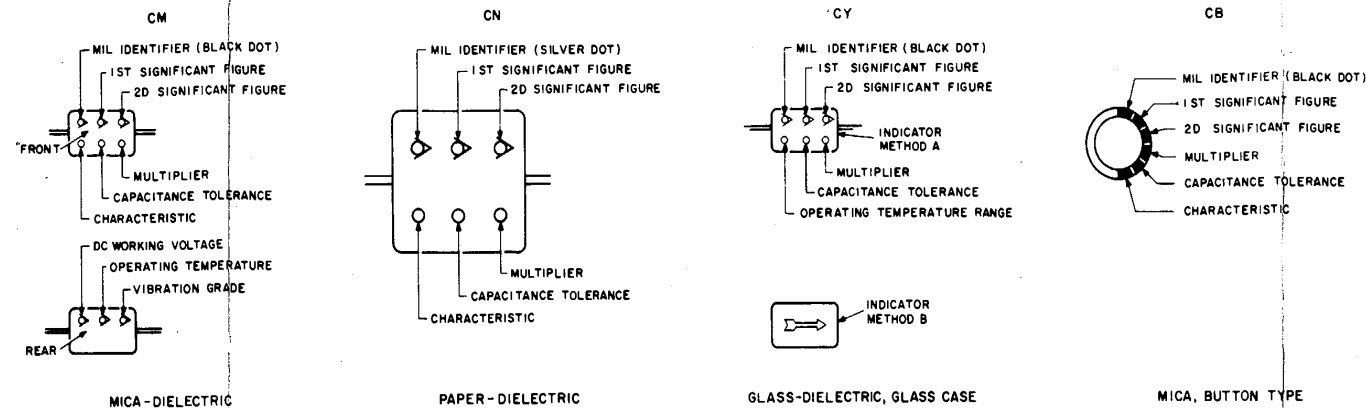 CM
MIL IDENTIFIER (BLACK DOT)
1ST SIGNIFICANT FIGURE
2D SIGNIFICANT FIGURE
FRONT
MULTIPLIER
CAPACITANCE TOLERANCE
CHARACTERISTIC
DC WORKING VOLTAGE
OPERATING TEMPERATURE
VIBRATION GRADE
REAR
MICA-DIELECTRIC
CN
MIL IDENTIFIER (SILVER DOT)
1ST SIGNIFICANT FIGURE
2D SIGNIFICANT FIGURE
MULTIPLIER
CAPACITANCE TOLERANCE
CHARACTERISTIC
PAPER-DIELECTRIC
CY
MIL IDENTIFIER (BLACK DOT)
1ST SIGNIFICANT FIGURE
2D SIGNIFICANT FIGURE
INDICATOR
METHOD A
MULTIPLIER
CAPACITANCE TOLERANCE
OPERATING TEMPERATURE RANGE
INDICATOR
METHOD B
GLASS-DIELECTRIC, GLASS CASE
CB
MIL IDENTIFIER (BLACK DOT)
1ST SIGNIFICANT FIGURE
2D SIGNIFICANT FIGURE
MULTIPLIER
CAPACITANCE TOLERANCE
CHARACTERISTIC
MICA, BUTTON TYPE